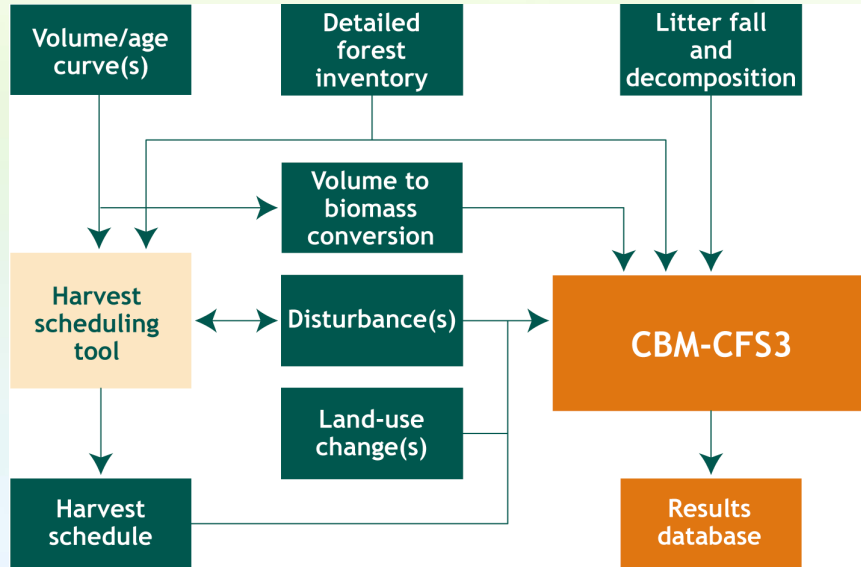 Volume/age
curve(s)
Detailed
forest
inventory
Litter fall
and
decomposition
Volume to
biomass
conversion
Harvest
scheduling
tool
Disturbance(s)
CBM-CFS3
Land-use
change(s)
Harvest
schedule
Results
database